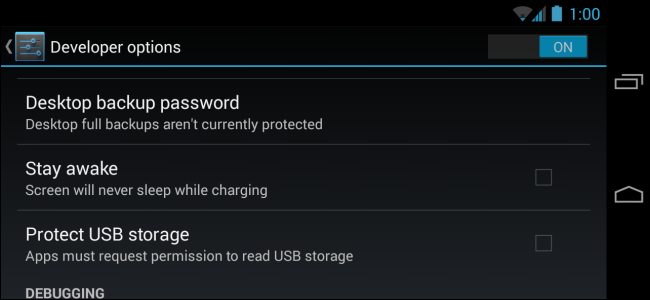 1:00
Developer options
ON
Desktop backup password
Desktop full backups aren't currently protected
Stay awake
Screen will never sleep while charging
Protect USB storage
Apps must request permission to read USB storage
DEBUGGING